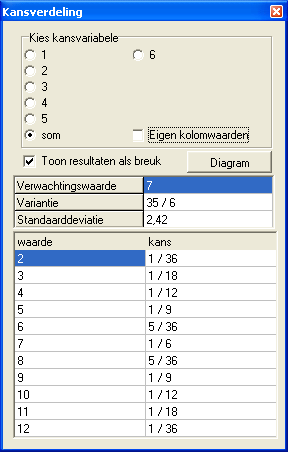 Kansverdeling
Kies kansvariabele
1 6
2
3
4
5
som Eigen kolomwaarden
Toon resultaten als breuk Diagram
Verwachtingswaarde 7
Variantie 35 / 6
Standaarddeviatie 2,42
waarde kans
2 1 / 36
3 1 / 18
4 1 / 12
5 1 / 9
6 5 / 36
7 1 / 6
8 5 / 36
9 1 / 9
10 1 / 12
11 1 / 18
12 1 / 36